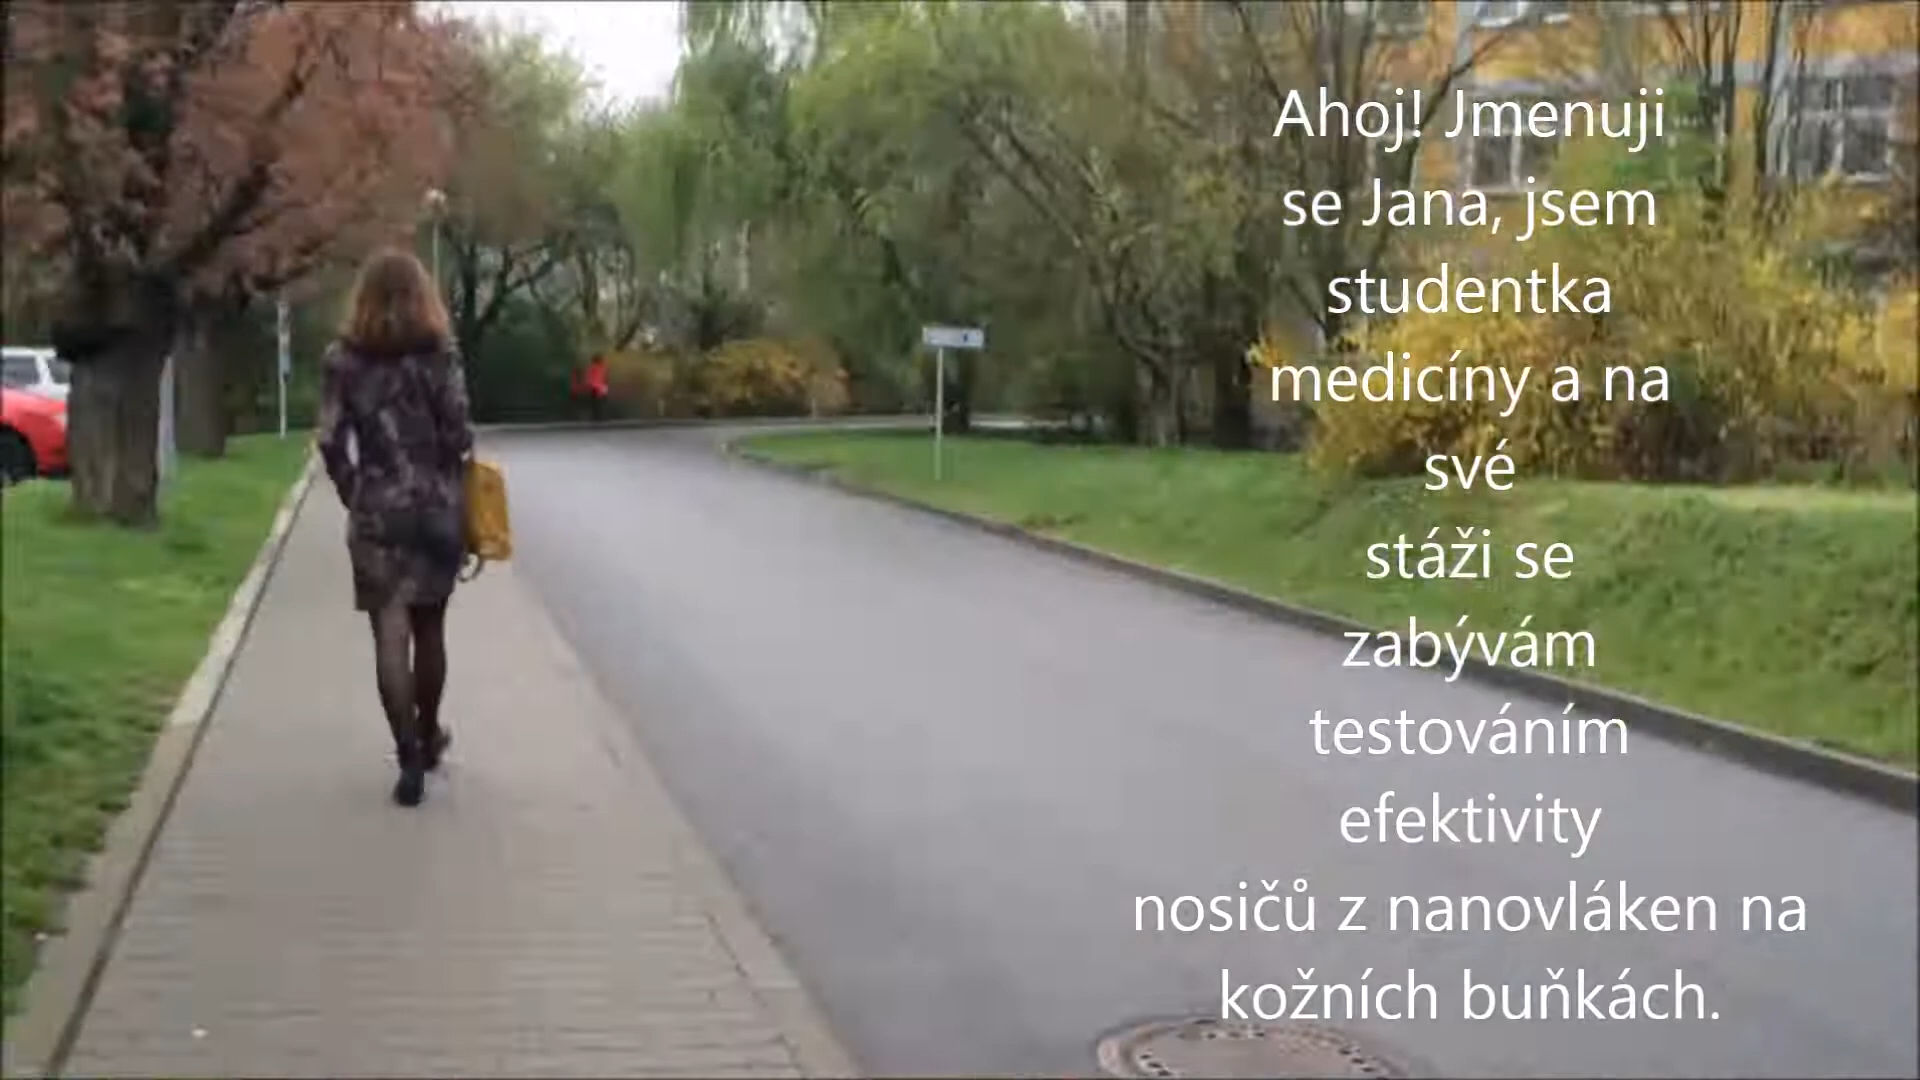 Ahoj! Jmenuji
se Jana, jsem
studentka
medicíny a na
své
stáži se
zabývám
testováním
efektivity
nosičů z nanovláken na
kožních buňkách.